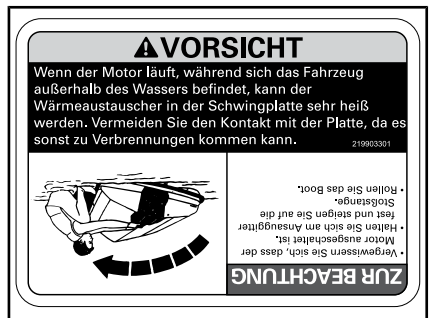 ⚠VORSICHT
Wenn der Motor läuft, während sich das Fahrzeug
außerhalb des Wassers befindet, kann der
Wärmeaustauscher in der Schwingplatte sehr heiß
werden. Vermeiden Sie den Kontakt mit der Platte, da es
sonst zu Verbrennungen kommen kann.
219903301
ZUR BEACHTUNG
• Vergewissern Sie sich, dass der
Motor ausgeschaltet ist.
• Halten Sie sich am Ansauggitter
fest und steigen Sie auf die
Stoßstange.
• Rollen Sie das Boot.